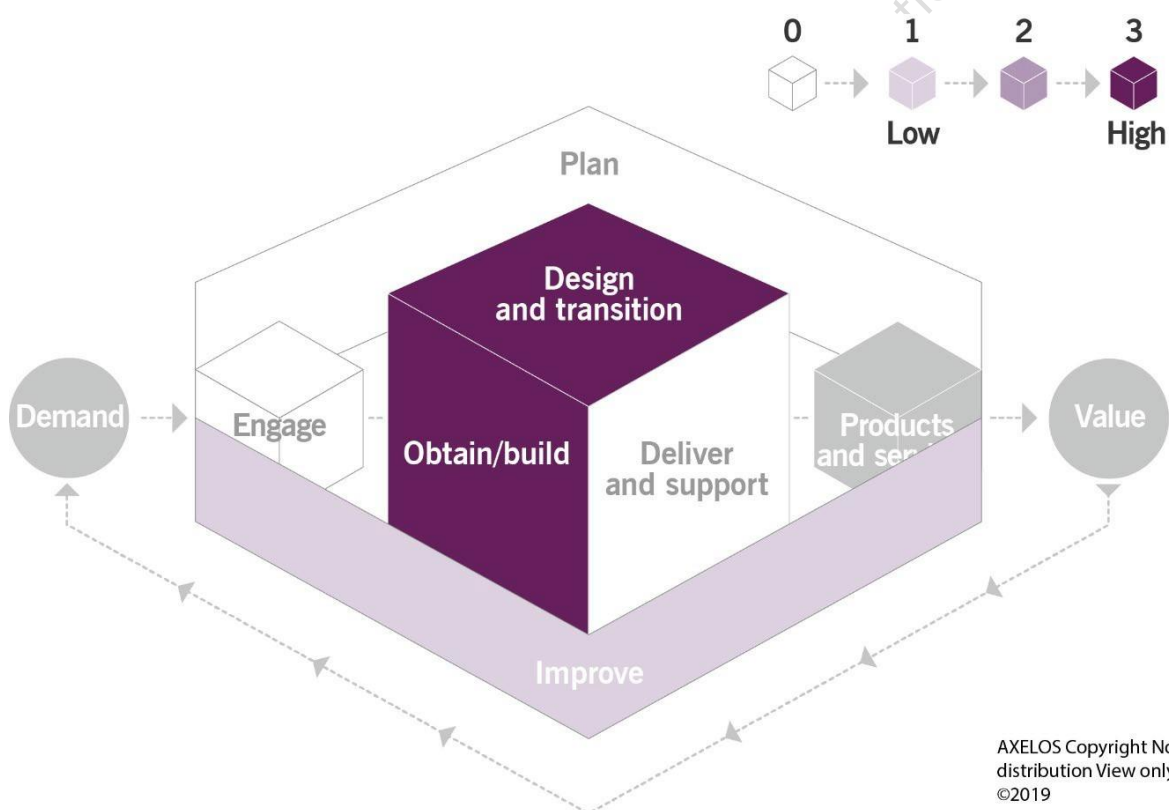 0 1 2 3
Low High
Plan
Design
and transition
Demand
Engage
Obtain/build
Deliver
and support
Products
and
Value
Improve
AXELOS Copyright No
distribution View only
©2019